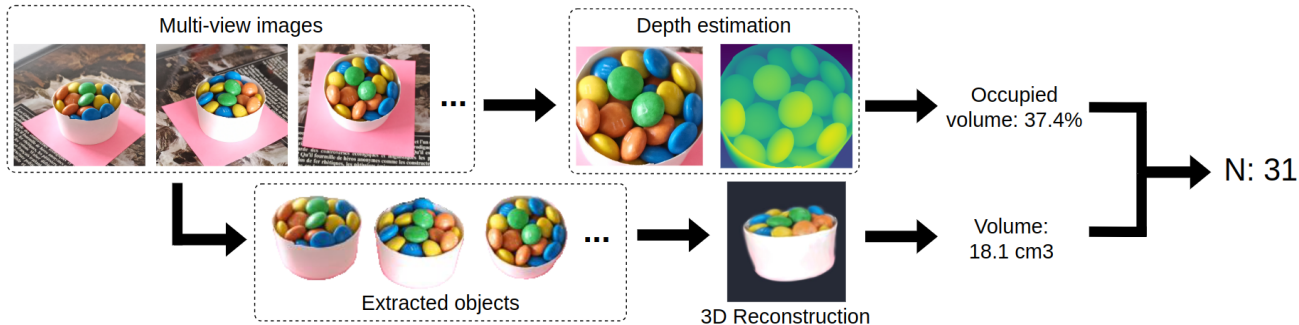 Multi-view images
Depth estimation
...
Occupied
volume: 37.4%
N: 31
...
Volume:
18.1 cm3
Extracted objects
3D Reconstruction